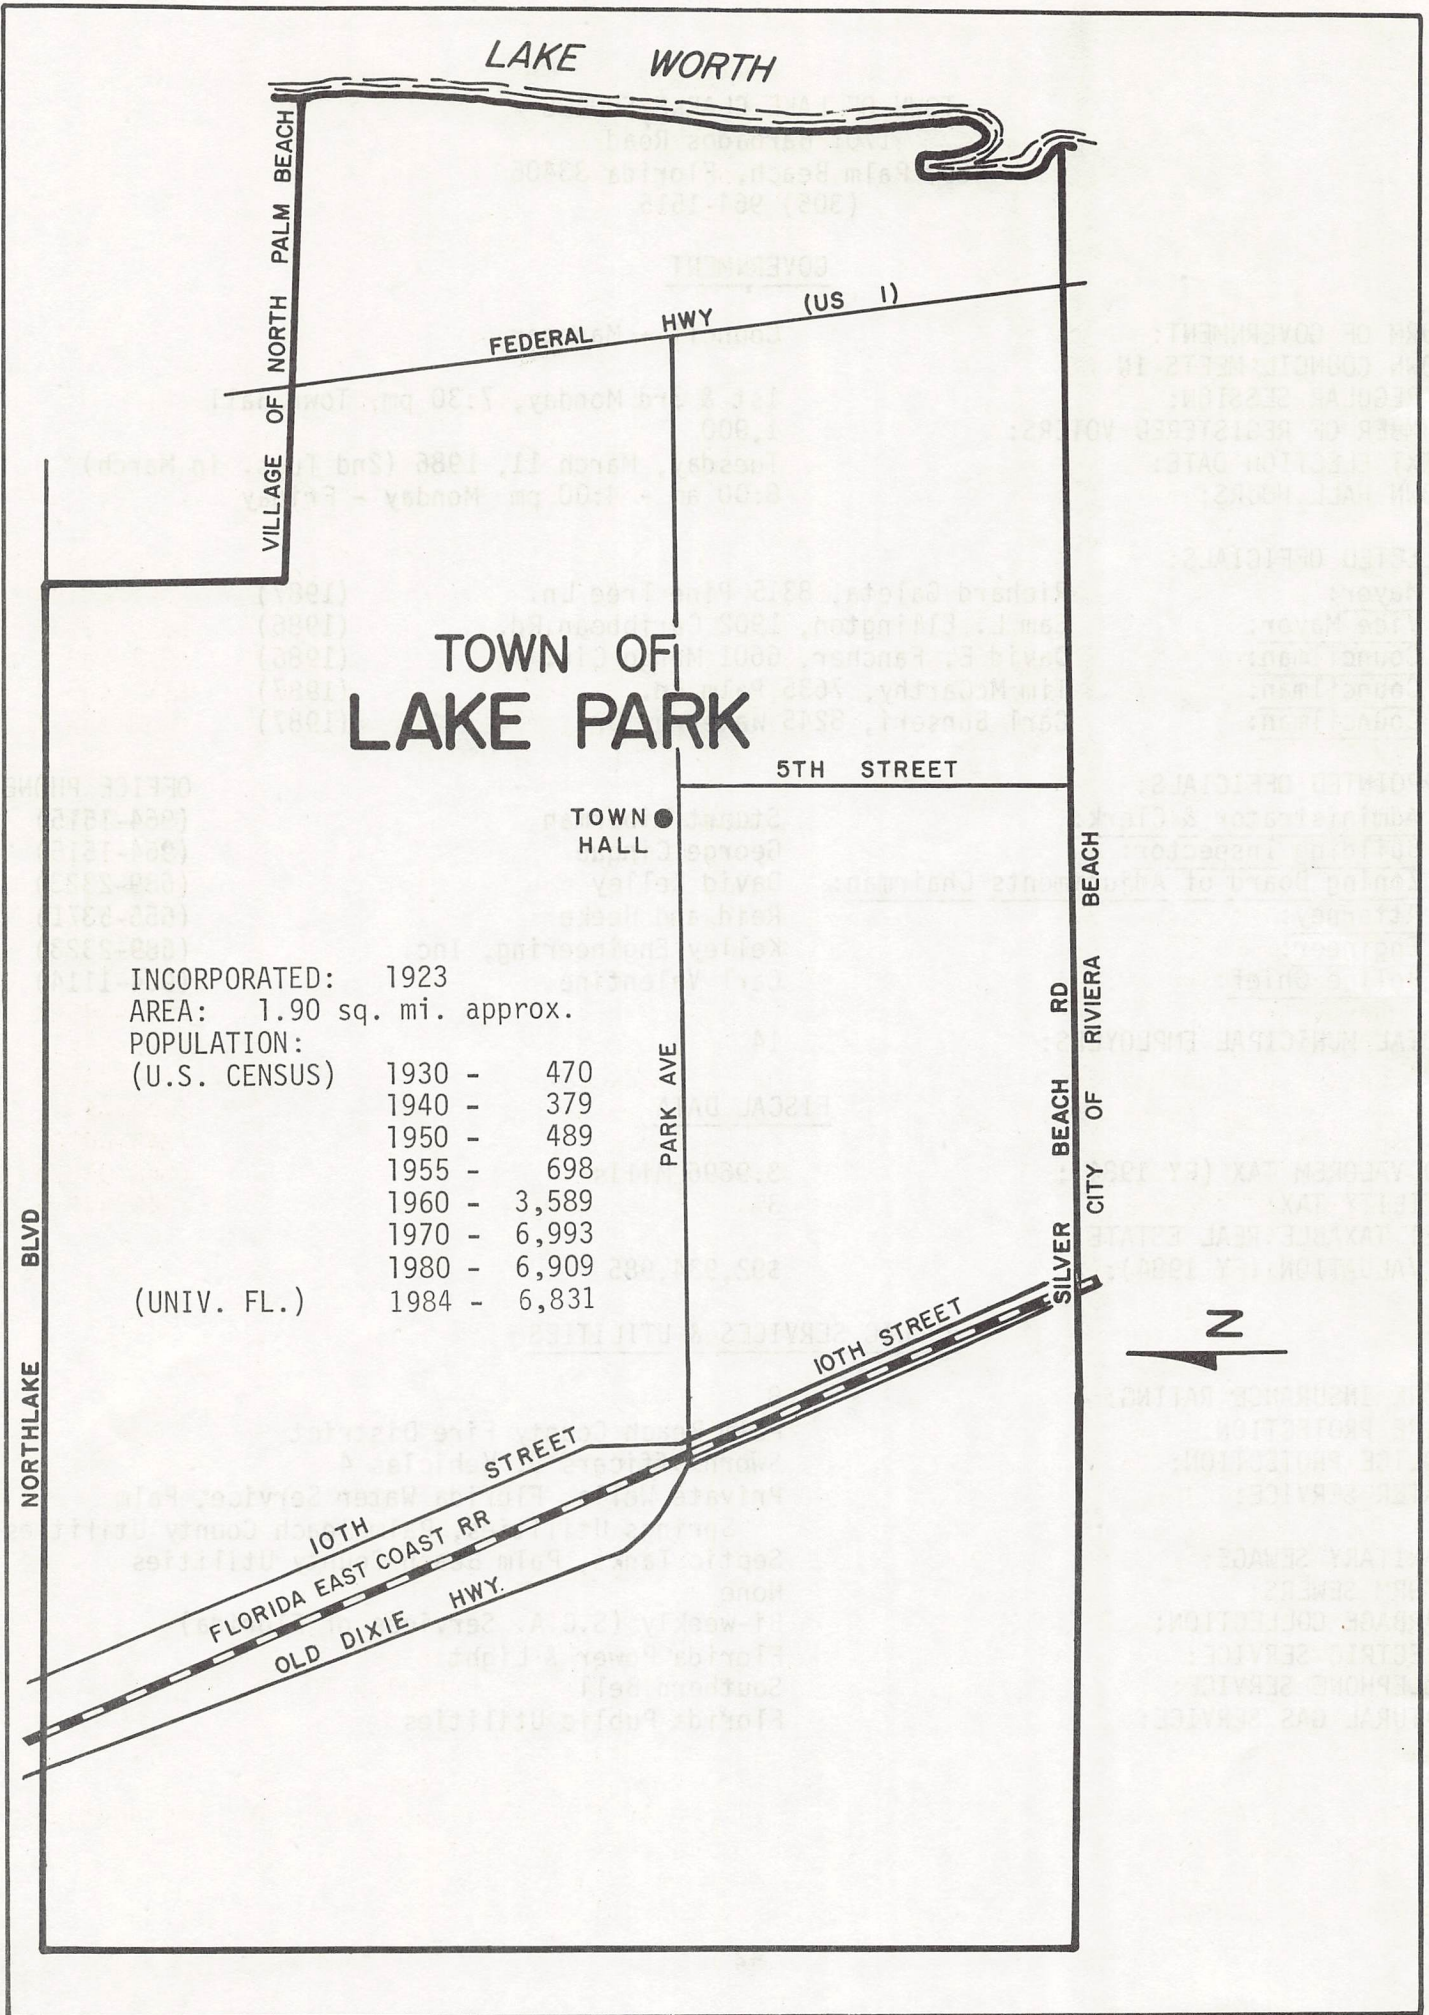 LAKE WORTH
VILLAGE OF NORTH PALM BEACH
FEDERAL HWY (US 1)
TOWN OF
LAKE PARK
5TH STREET
TOWN
HALL
INCORPORATED: 1923
AREA: 1.90 sq. mi. approx.
POPULATION:
(U.S. CENSUS) 1930 - 470
1940 - 379
1950 - 489
1955 - 698
1960 - 3,589
1970 - 6,993
1980 - 6,909
(UNIV. FL.) 1984 - 6,831
PARK AVE
SILVER BEACH RD
CITY OF RIVIERA BEACH
NORTHLAKE BLVD
10TH STREET
N
10TH STREET
FLORIDA EAST COAST RR
OLD DIXIE HWY.